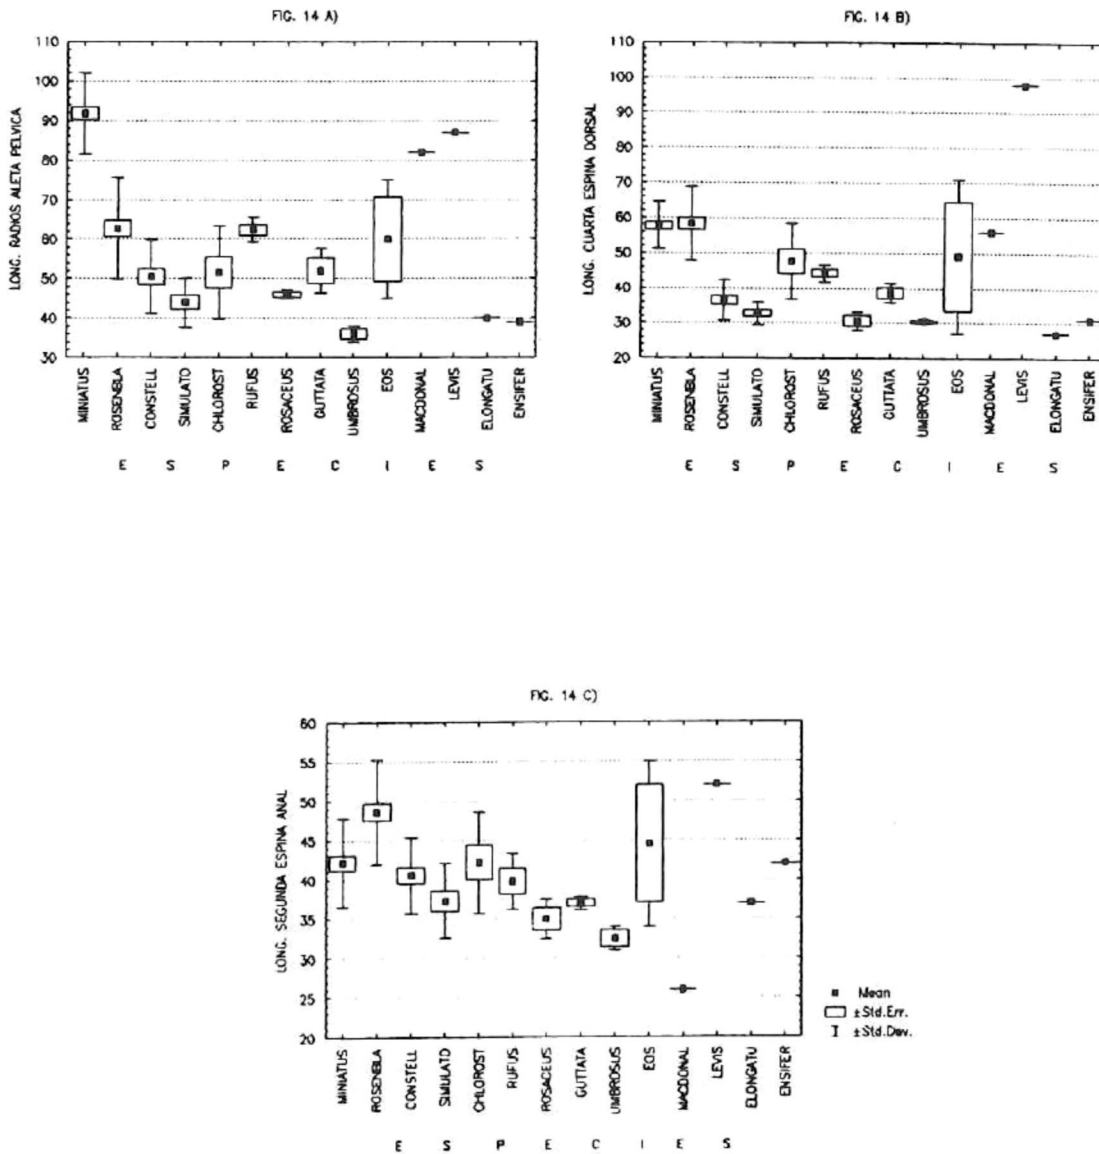 FIG. 14 A)
LONG. RADIOS ALETA PELVICA
110
100
90
80
70
60
50
40
30
MINIATUS
ROSENBLA
CONSTELL
SIMULATO
CHLOROST
RUFUS
ROSACEUS
GUTTATA
UMBROSUS
EOS
MACDONAL
LEVIS
ELONGATU
ENSIFER
E S P E C I E S
FIG. 14 B)
LONG. CUARTA ESPINA DORSAL
110
100
90
80
70
60
50
40
30
20
MINIATUS
ROSENBLA
CONSTELL
SIMULATO
CHLOROST
RUFUS
ROSACEUS
GUTTATA
UMBROSUS
EOS
MACDONAL
LEVIS
ELONGATU
ENSIFER
E S P E C I E S
FIG. 14 C)
LONG. SEGUNDA ESPINA ANAL
60
55
50
45
40
35
30
25
20
MINIATUS
ROSENBLA
CONSTELL
SIMULATO
CHLOROST
RUFUS
ROSACEUS
GUTTATA
UMBROSUS
EOS
MACDONAL
LEVIS
ELONGATU
ENSIFER
E S P E C I E S
Mean
±Std.Err.
±Std.Dev.